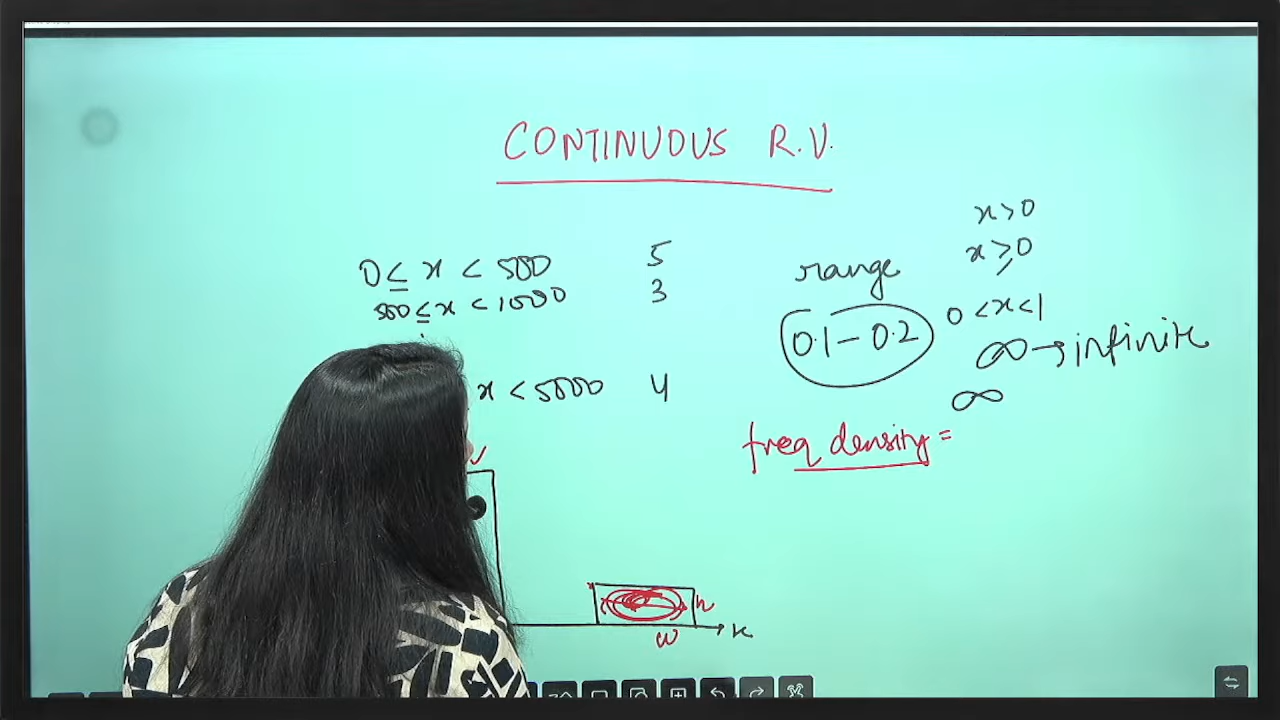 CONTINUOUS R.V.
0 ≤ x < 500 5
500 ≤ x < 1000 3
x < 5000 4
range
0.1 – 0.2
x > 0
x ≥ 0
0 < x < 1
∞ → infinite
∞
freq density =
h
w
x